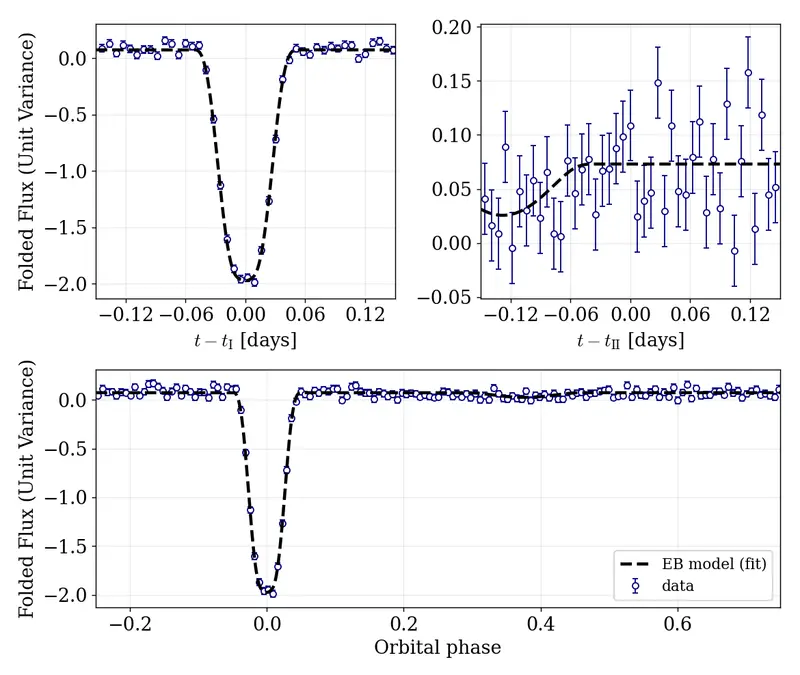 Folded Flux (Unit Variance)
0.0
−0.5
−1.0
−1.5
−2.0
−0.12 −0.06 0.00 0.06 0.12
t − tI [days]
0.20
0.15
0.10
0.05
0.00
−0.05
−0.12 −0.06 0.00 0.06 0.12
t − tII [days]
Folded Flux (Unit Variance)
0.0
−0.5
−1.0
−1.5
−2.0
−0.2 0.0 0.2 0.4 0.6
Orbital phase
EB model (fit)
data